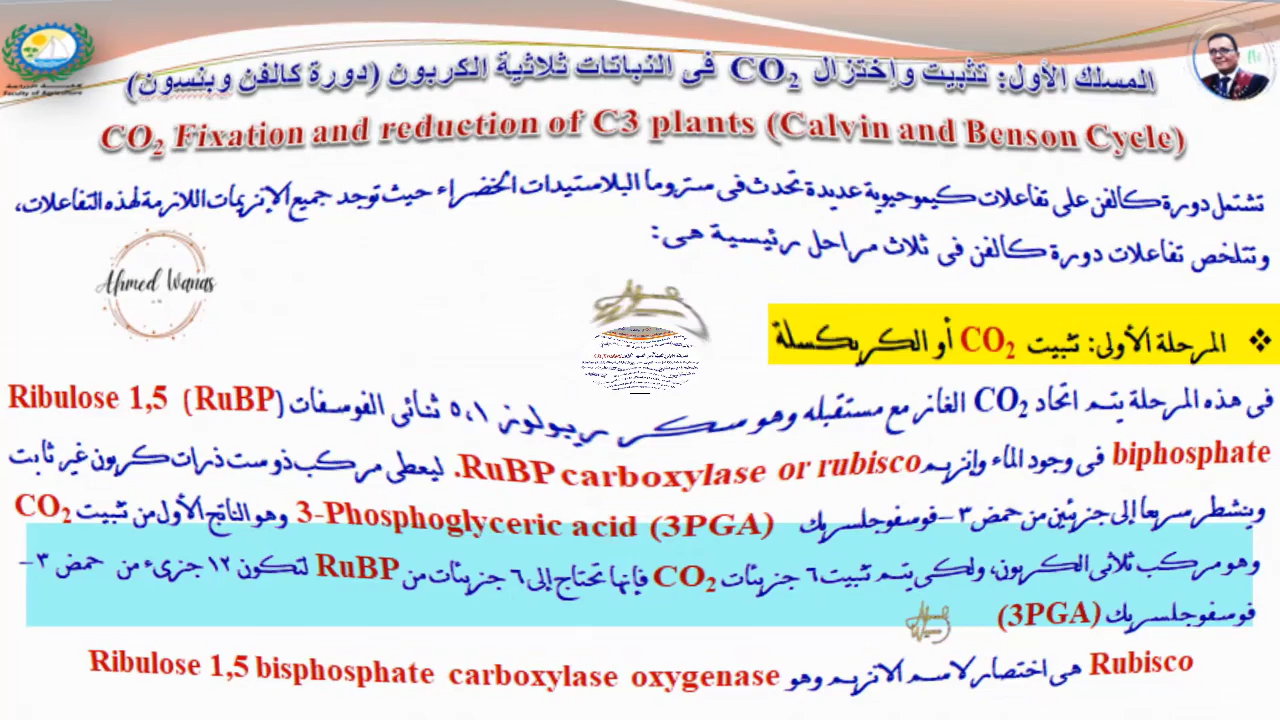 المسلك الأول: تثبيت وإختزال CO2 فى النباتات ثلاثية الكربون (دورة كالفن وبنسون)
CO2 Fixation and reduction of C3 plants (Calvin and Benson Cycle)
تشتمل دورة كالفن على تفاعلات كيموحيوية عديدة تحدث فى ستروما البلاستيدات الخضراء حيث توجد جميع الإنزيمات اللازمة لهذه التفاعلات،
وتتلخص تفاعلات دورة كالفن فى ثلاث مراحل رئيسية هى:
Ahmed Wanas
❖ المرحلة الأولى: تثبيت CO2 أو الكربكسلة
فى هذه المرحلة يتم اتحاد CO2 الغاز مع مستقبله وهو سكر ريبولوز ٥،١ ثنائى الفوسفات (RuBP) Ribulose 1,5
biphosphate فى وجود الماء وإنزيم RuBP carboxylase or rubisco. ليعطى مركب ذو ست ذرات كربون غير ثابت
وينشطر سريعا إلى جزيئين من حمض ٣-فوسفوجلسريك 3-Phosphoglyceric acid (3PGA) وهو الناتج الأول من تثبيت CO2
وهو مركب ثلاثى الكربون، ولكى يتم تثبيت ٦ جزيئات CO2 فإنها تحتاج إلى ٦ جزيئات من RuBP لتكون ١٢ جزىء من حمض ٣-
فوسفوجلسريك (3PGA)
Rubisco هى اختصار لاسم الانزيم وهو Ribulose 1,5 bisphosphate carboxylase oxygenase